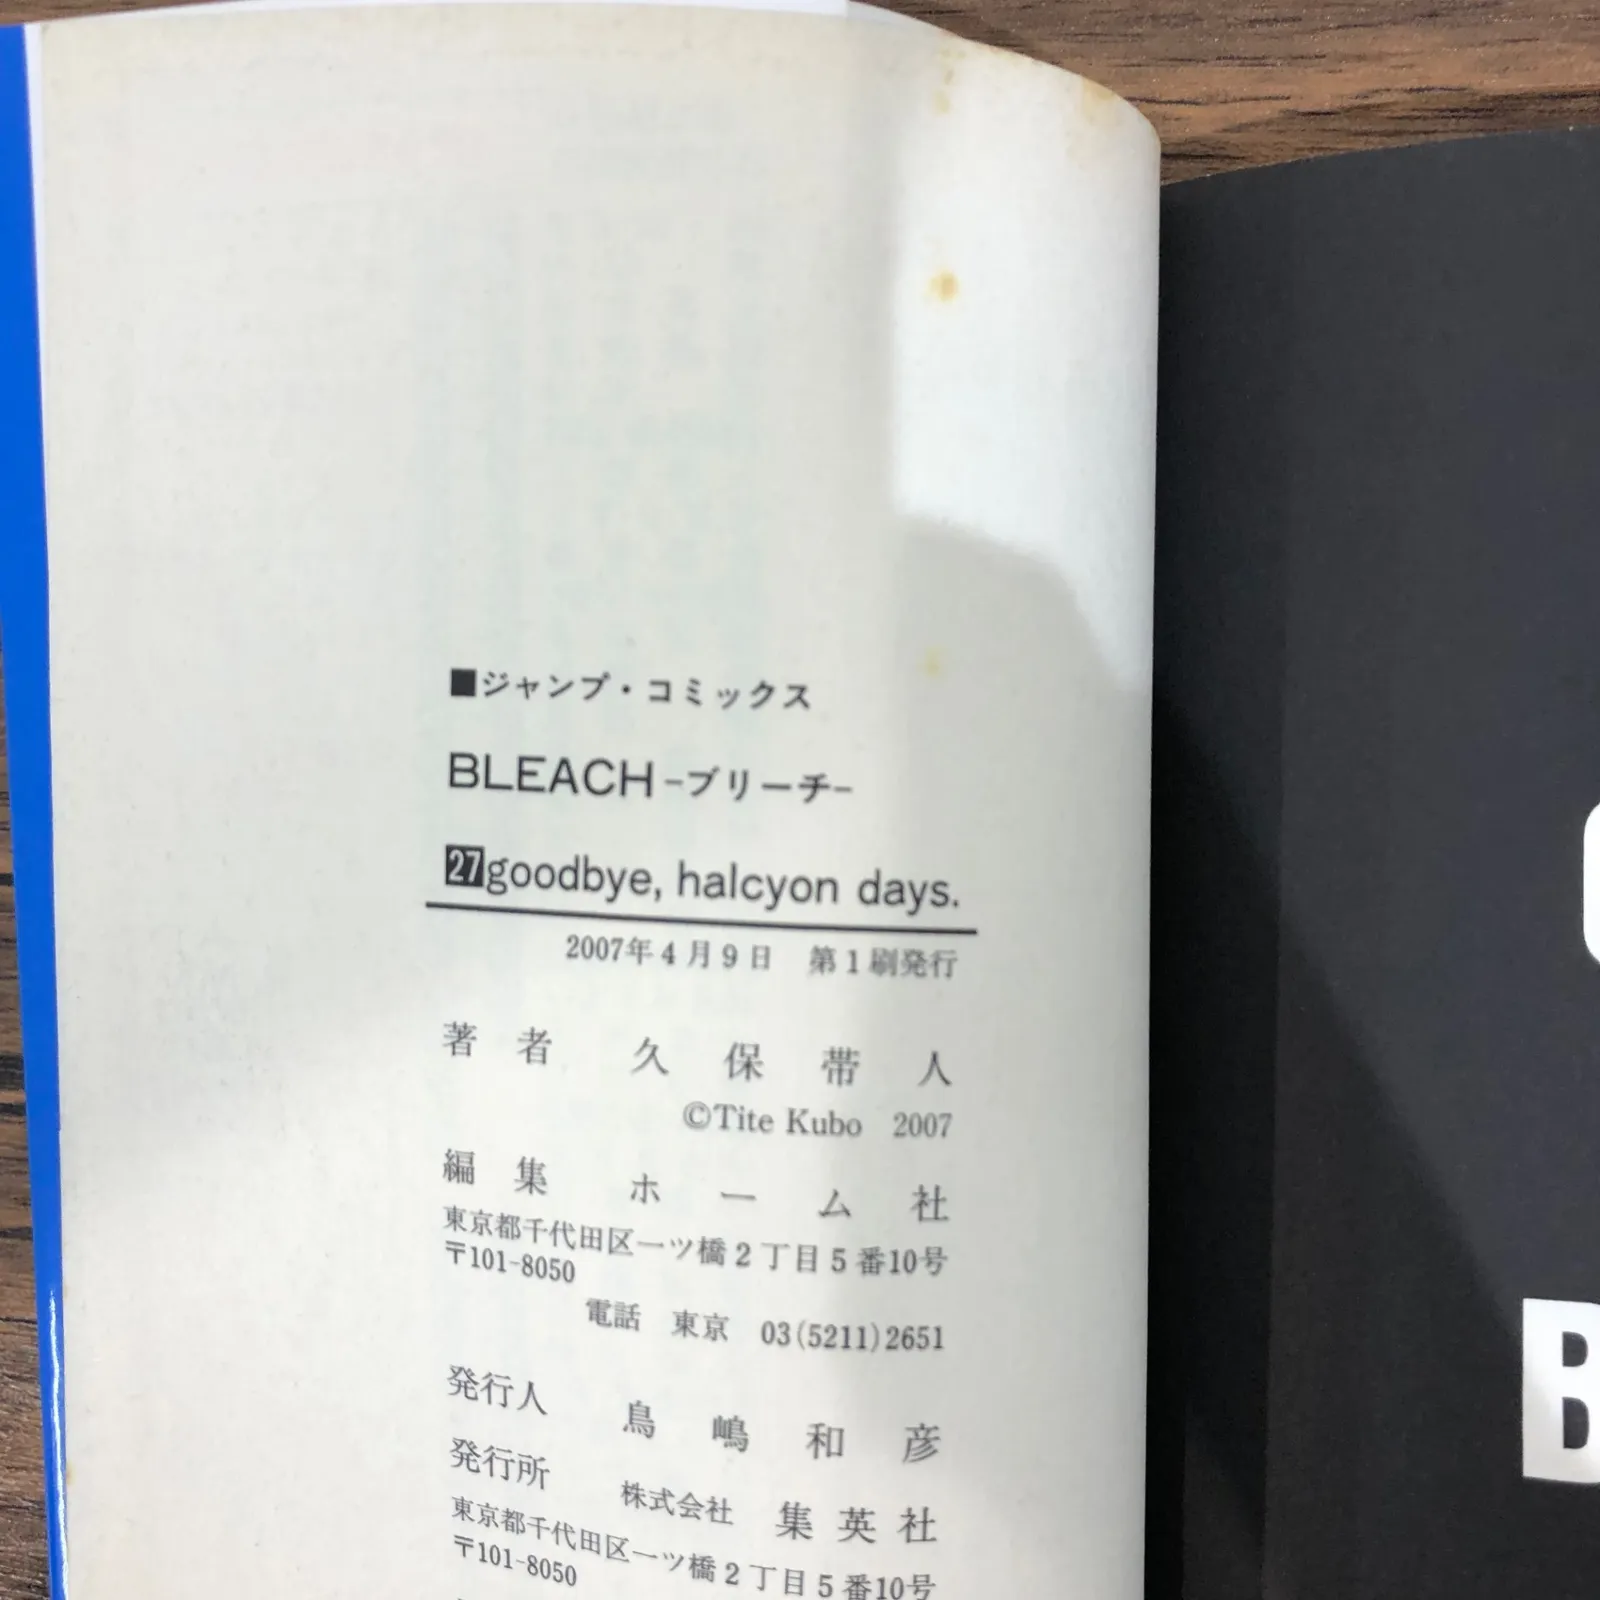 ■ジャンプ・コミックス
BLEACH-ブリーチ-
27goodbye, halcyon days.
2007年4月9日 第1刷発行
著者 久保帯人
©Tite Kubo 2007
編集 ホーム社
東京都千代田区一ツ橋2丁目5番10号
〒101-8050
電話 東京 03(5211)2651
発行人 鳥嶋和彦
発行所 株式会社 集英社
東京都千代田区一ツ橋2丁目5番10号
〒101-8050
B